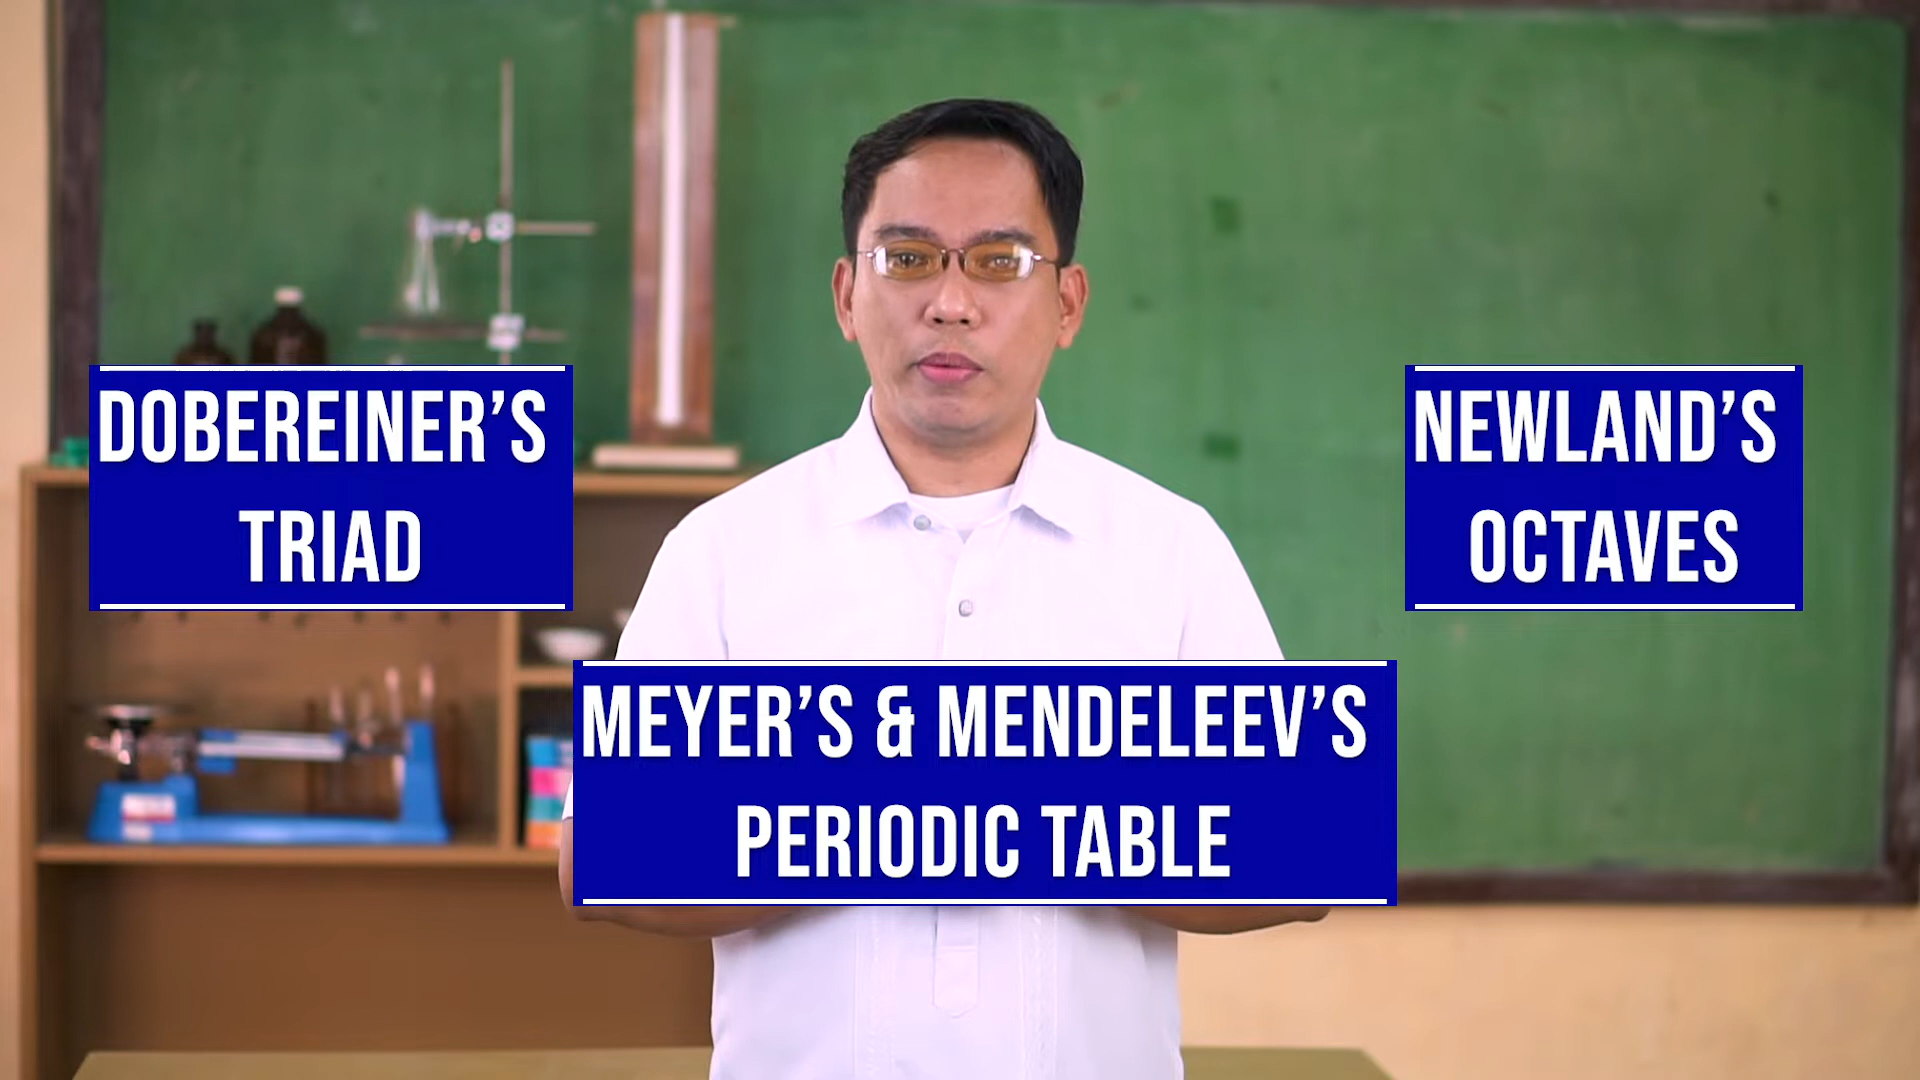 DOBEREINER’S
TRIAD
NEWLAND’S
OCTAVES
MEYER’S & MENDELEEV’S
PERIODIC TABLE